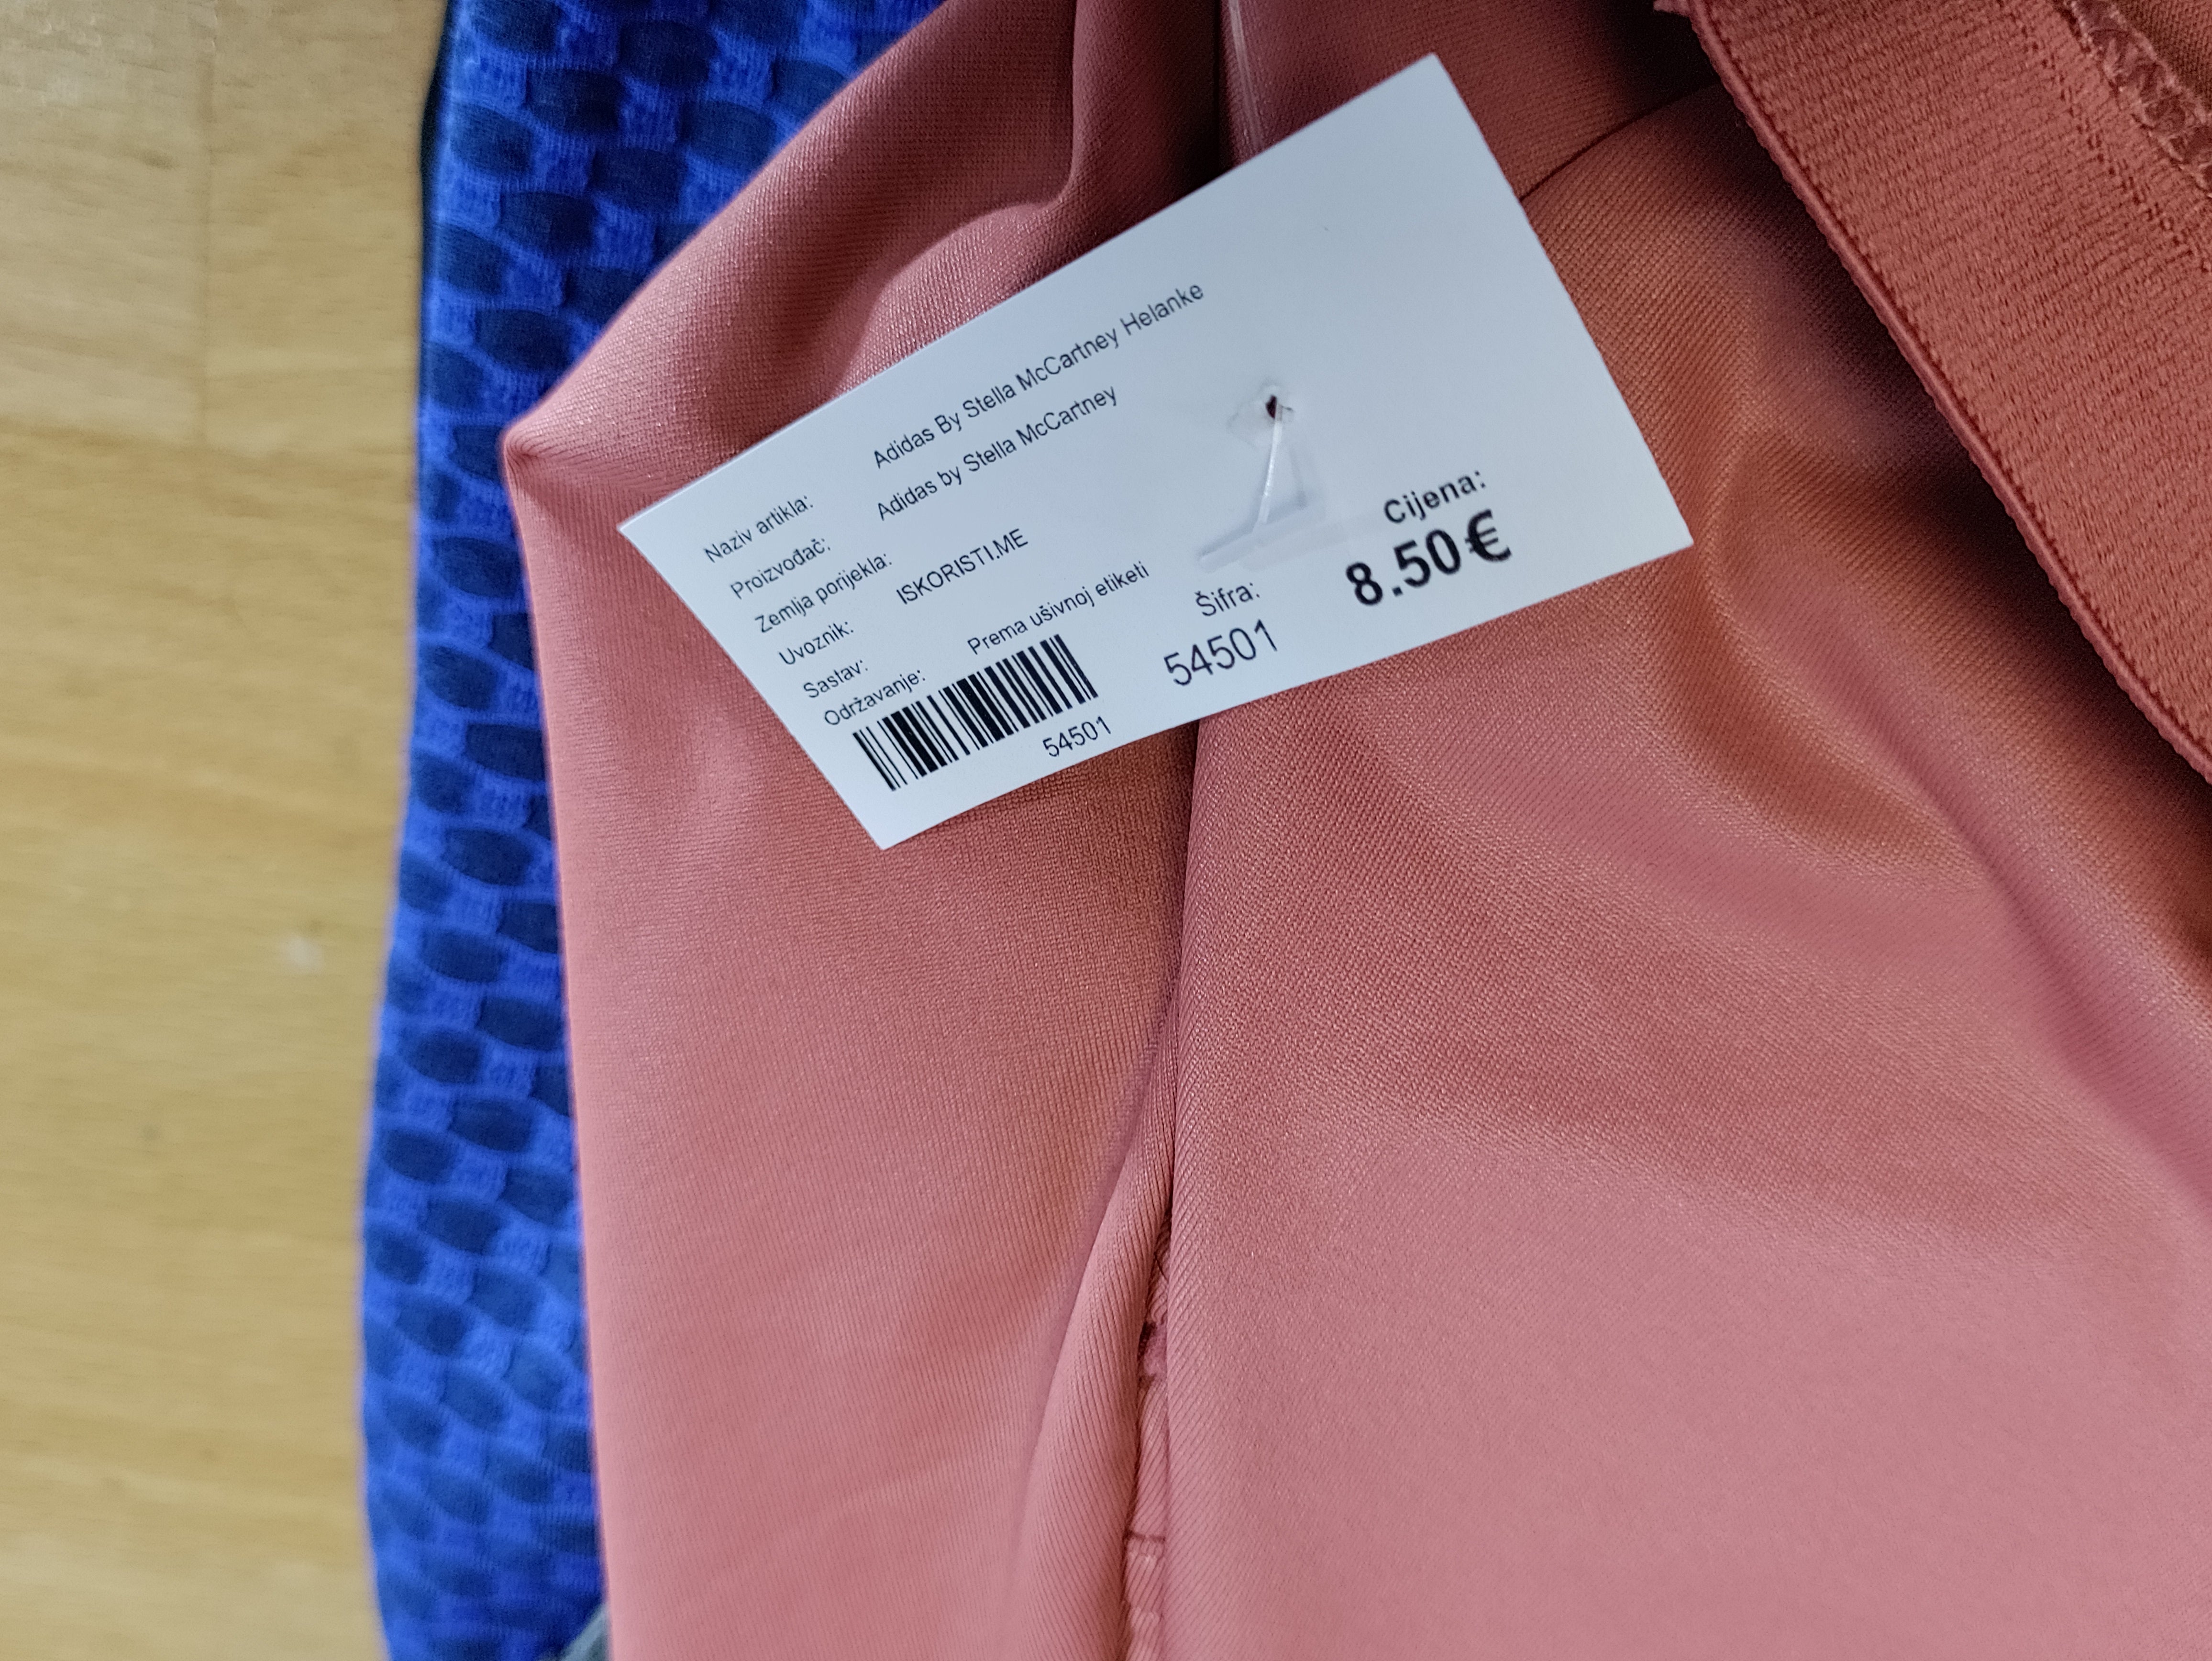 Naziv artikla: Adidas By Stella McCartney Helanke
Proizvođač: Adidas by Stella McCartney
Zemlja porijekla:
Uvoznik: ISKORISTI.ME
Sastav:
Održavanje: Prema ušivnoj etiketi
54501
Šifra:
54501
Cijena:
8.50€